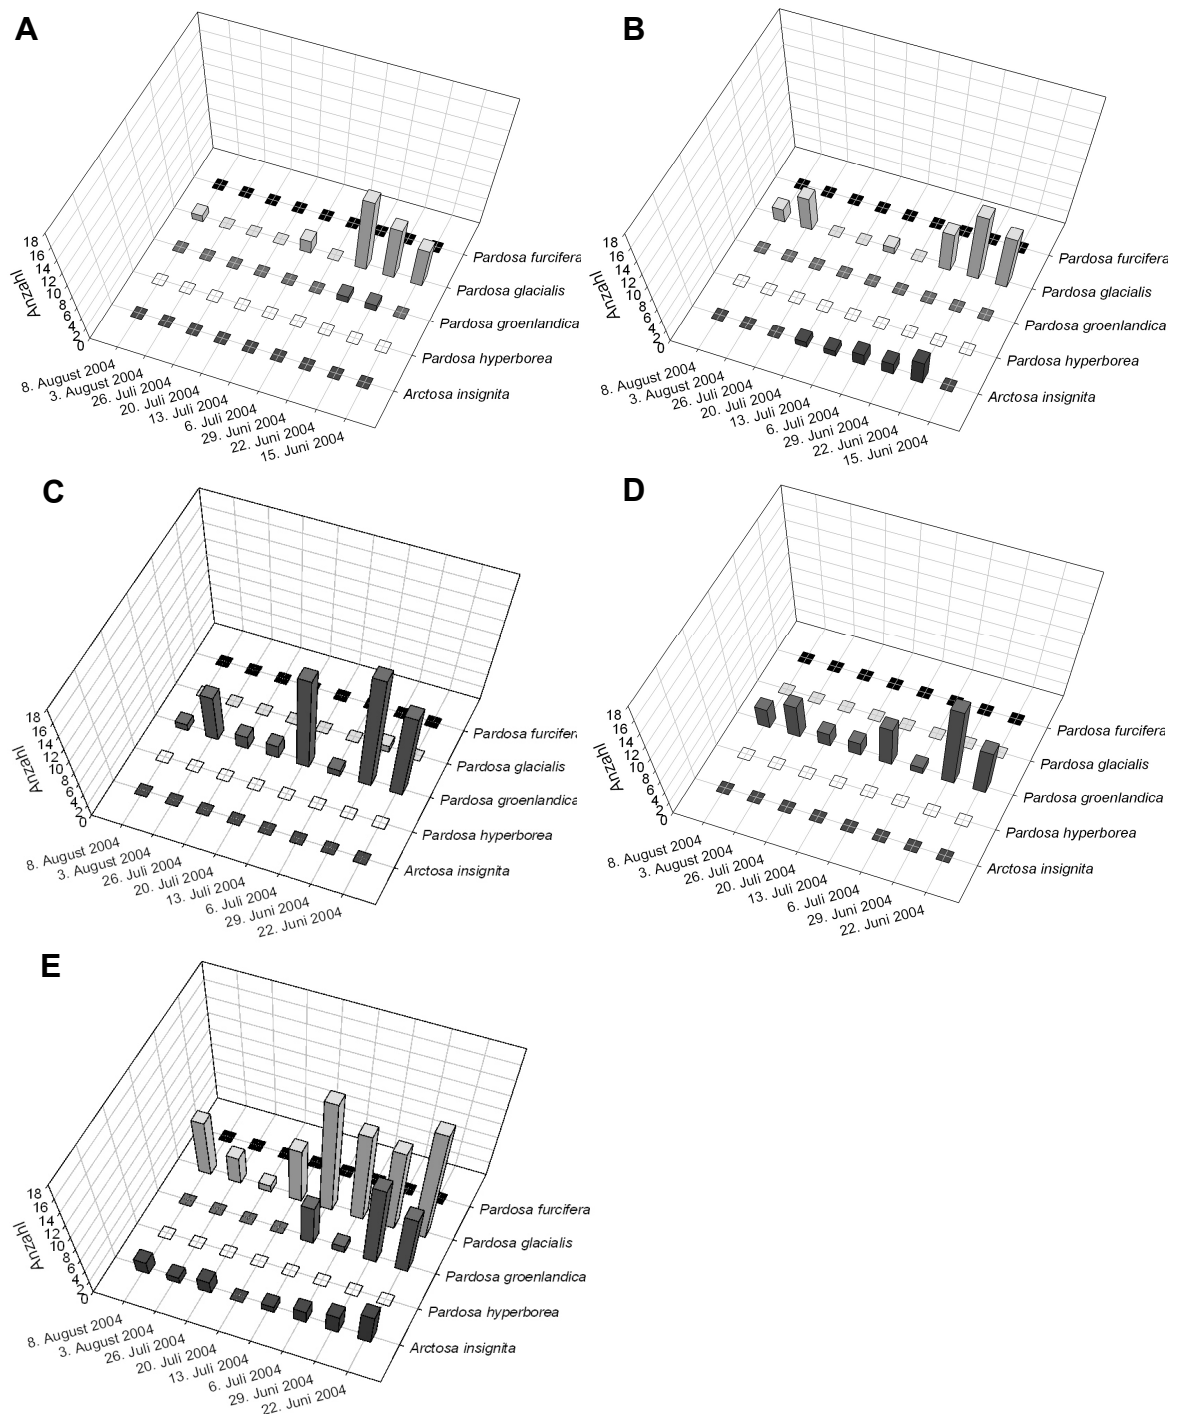 A
18
16
14
12
10
8
6
4
2
0
Anzahl
8. August 2004
3. August 2004
26. Juli 2004
20. Juli 2004
13. Juli 2004
6. Juli 2004
29. Juni 2004
22. Juni 2004
15. Juni 2004
Pardosa furcifera
Pardosa glacialis
Pardosa groenlandica
Pardosa hyperborea
Arctosa insignita
B
18
16
14
12
10
8
6
4
2
0
Anzahl
8. August 2004
3. August 2004
26. Juli 2004
20. Juli 2004
13. Juli 2004
6. Juli 2004
29. Juni 2004
22. Juni 2004
15. Juni 2004
Pardosa furcifera
Pardosa glacialis
Pardosa groenlandica
Pardosa hyperborea
Arctosa insignita
C
18
16
14
12
10
8
6
4
2
0
Anzahl
8. August 2004
3. August 2004
26. Juli 2004
20. Juli 2004
13. Juli 2004
6. Juli 2004
29. Juni 2004
22. Juni 2004
Pardosa furcifera
Pardosa glacialis
Pardosa groenlandica
Pardosa hyperborea
Arctosa insignita
D
18
16
14
12
10
8
6
4
2
0
Anzahl
8. August 2004
3. August 2004
26. Juli 2004
20. Juli 2004
13. Juli 2004
6. Juli 2004
29. Juni 2004
22. Juni 2004
Pardosa furcifera
Pardosa glacialis
Pardosa groenlandica
Pardosa hyperborea
Arctosa insignita
E
18
16
14
12
10
8
6
4
2
0
Anzahl
8. August 2004
3. August 2004
26. Juli 2004
20. Juli 2004
13. Juli 2004
6. Juli 2004
29. Juni 2004
22. Juni 2004
Pardosa furcifera
Pardosa glacialis
Pardosa groenlandica
Pardosa hyperborea
Arctosa insignita